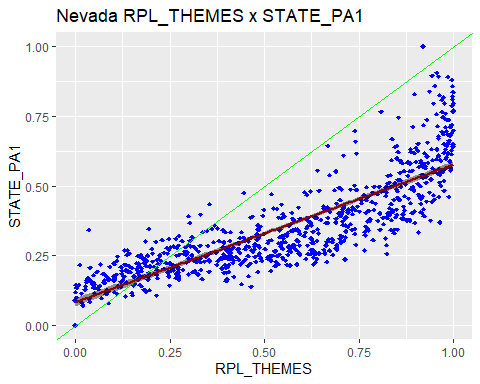 Nevada RPL_THEMES x STATE_PA1
STATE_PA1
1.00
0.75
0.50
0.25
0.00
0.00 0.25 0.50 0.75 1.00
RPL_THEMES